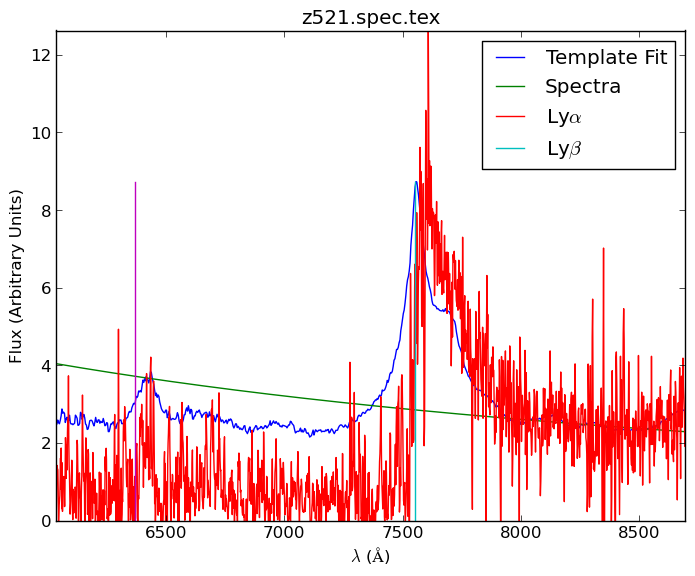 z521.spec.tex
Flux (Arbitrary Units)
12
10
8
6
4
2
0
Template Fit
Spectra
Lyα
Lyβ
6500 7000 7500 8000 8500
λ (Å)